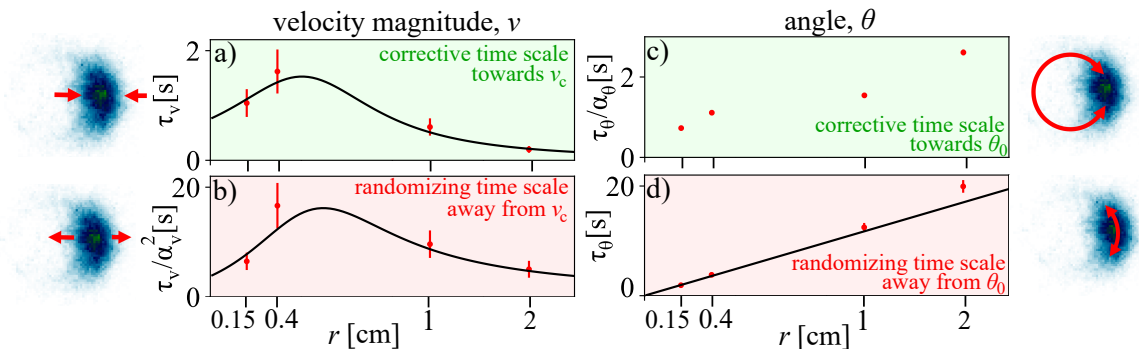 velocity magnitude, v
angle, θ
a)
corrective time scale
towards v_c
τ_v[s]
2
0
b)
randomizing time scale
away from v_c
τ_v/α_v^2[s]
20
0
0.15 0.4 1 2
r [cm]
c)
corrective time scale
towards θ_0
τ_θ/α_θ[s]
2
0
d)
randomizing time scale
away from θ_0
τ_θ[s]
20
0
0.15 0.4 1 2
r [cm]